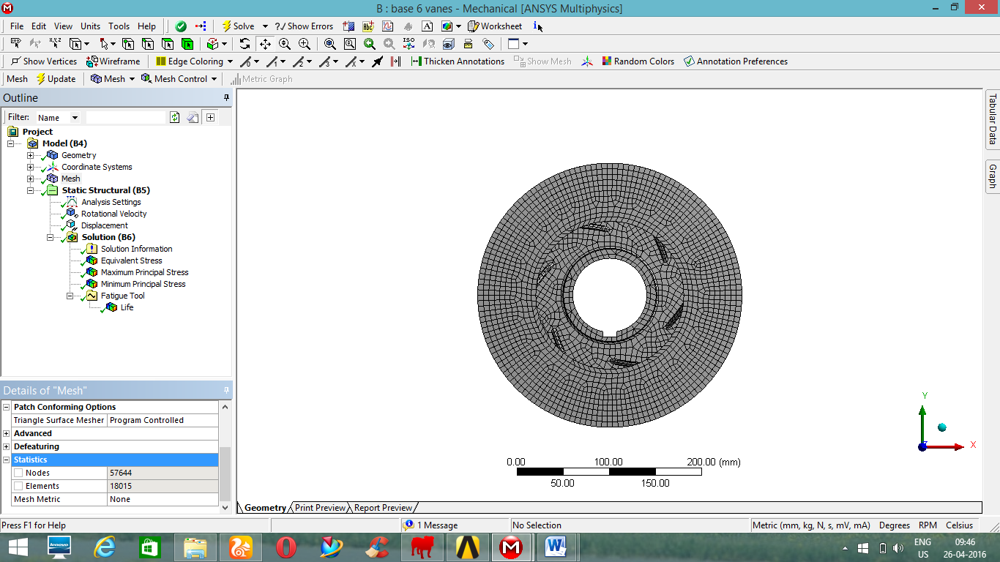 B : base 6 vanes - Mechanical [ANSYS Multiphysics]
File Edit View Units Tools Help Solve ?/ Show Errors Worksheet
Show Vertices Wireframe Edge Coloring Thicken Annotations Show Mesh Random Colors Annotation Preferences
Mesh Update Mesh Mesh Control Metric Graph
Outline
Filter: Name
Project
Model (B4)
Geometry
Coordinate Systems
Mesh
Static Structural (B5)
Analysis Settings
Rotational Velocity
Displacement
Solution (B6)
Solution Information
Equivalent Stress
Maximum Principal Stress
Minimum Principal Stress
Fatigue Tool
Life
Details of "Mesh"
Patch Conforming Options
Triangle Surface Mesher Program Controlled
Advanced
Defeaturing
Statistics
Nodes 57644
Elements 18015
Mesh Metric None
Y
X
Z
0.00 100.00 200.00 (mm)
50.00 150.00
Geometry Print Preview Report Preview
Tabular Data
Graph
Press F1 for Help 1 Message No Selection Metric (mm, kg, N, s, mV, mA) Degrees RPM Celsius
lenovo
ENG 09:46
US 26-04-2016